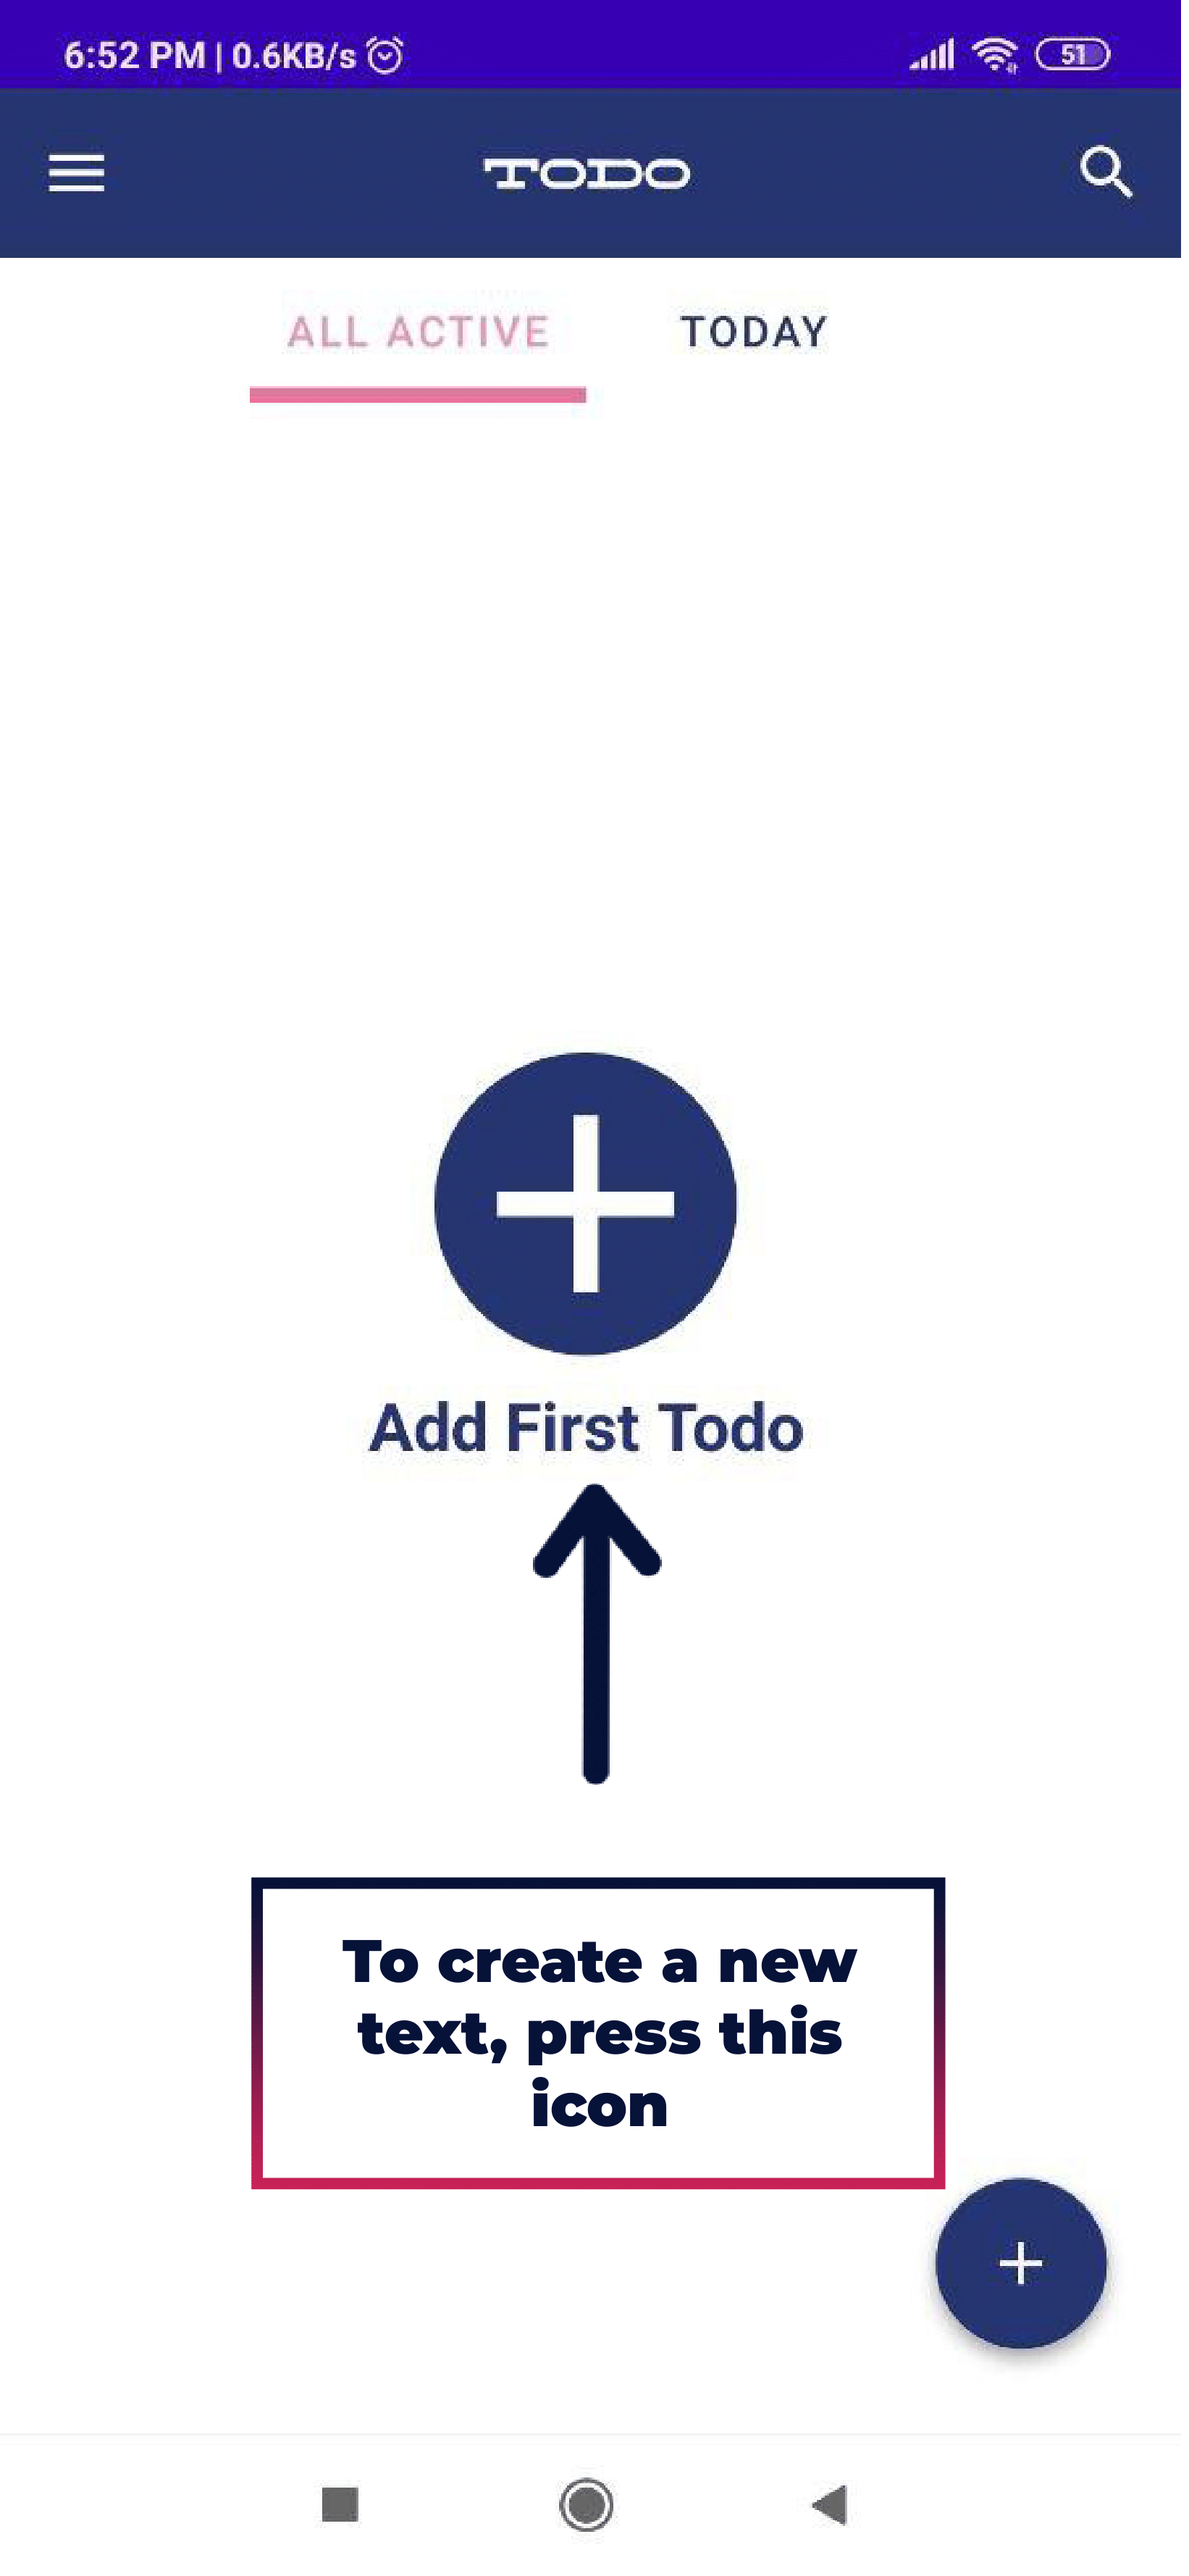 6:52 PM | 0.6KB/s
51
TODO
ALL ACTIVE
TODAY
Add First Todo
To create a new
text, press this
icon